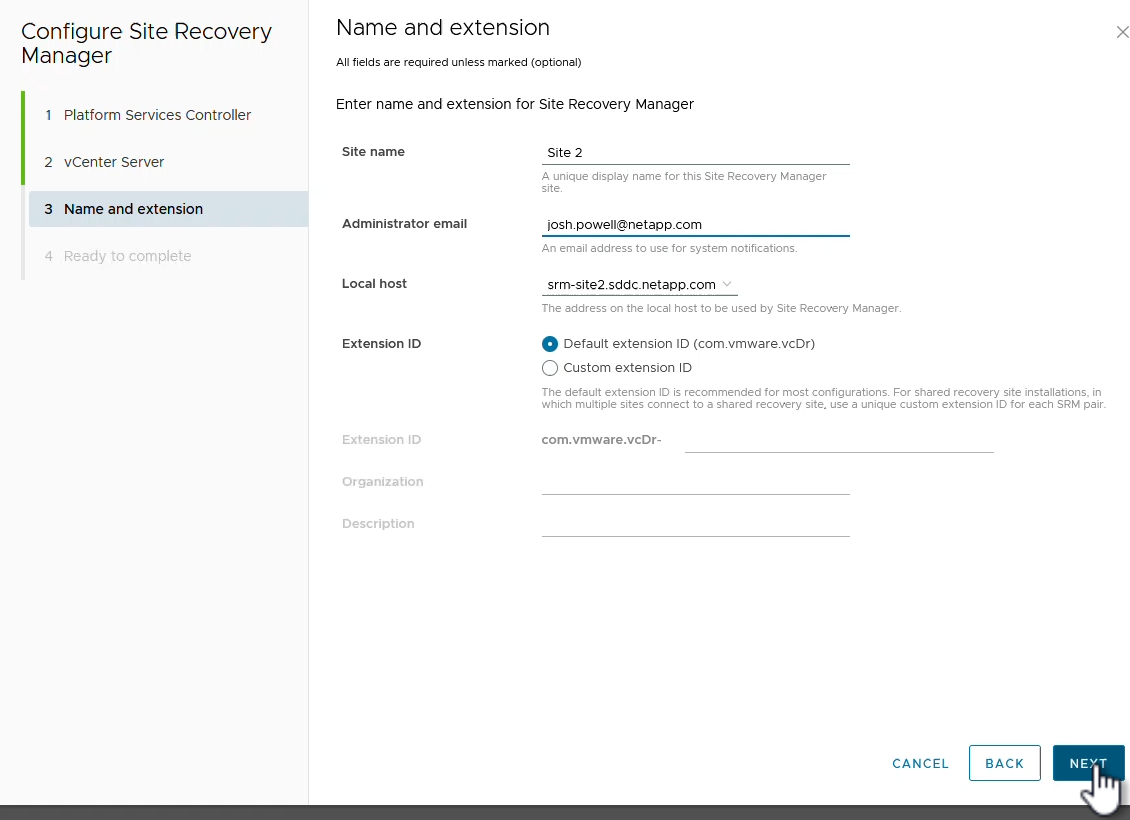 Configure Site Recovery
Manager
1 Platform Services Controller
2 vCenter Server
3 Name and extension
4 Ready to complete
Name and extension
All fields are required unless marked (optional)
Enter name and extension for Site Recovery Manager
Site name
Site 2
A unique display name for this Site Recovery Manager
site.
Administrator email
josh.powell@netapp.com
An email address to use for system notifications.
Local host
srm-site2.sddc.netapp.com
The address on the local host to be used by Site Recovery Manager.
Extension ID
Default extension ID (com.vmware.vcDr)
Custom extension ID
The default extension ID is recommended for most configurations. For shared recovery site installations, in
which multiple sites connect to a shared recovery site, use a unique custom extension ID for each SRM pair.
Extension ID
com.vmware.vcDr-
Organization
Description
CANCEL
BACK
NEXT